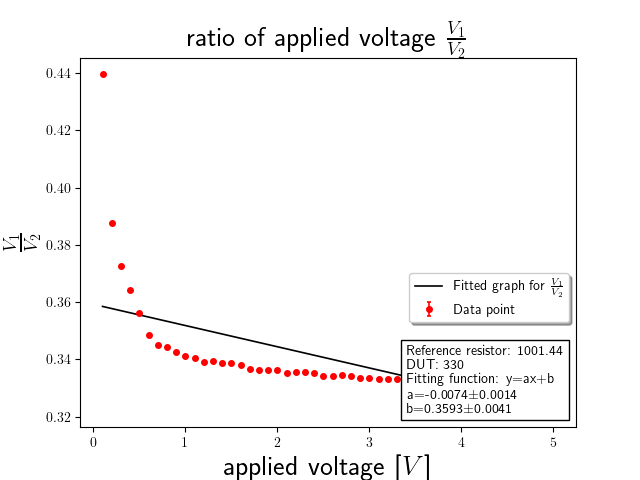 ratio of applied voltage V₁/V₂
V₁/V₂
0.44
0.42
0.40
0.38
0.36
0.34
0.32
Fitted graph for V₁/V₂
Data point
Reference resistor: 1001.44
DUT: 330
Fitting function: y=ax+b
a=-0.0074±0.0014
b=0.3593±0.0041
0 1 2 3 4 5
applied voltage [V]